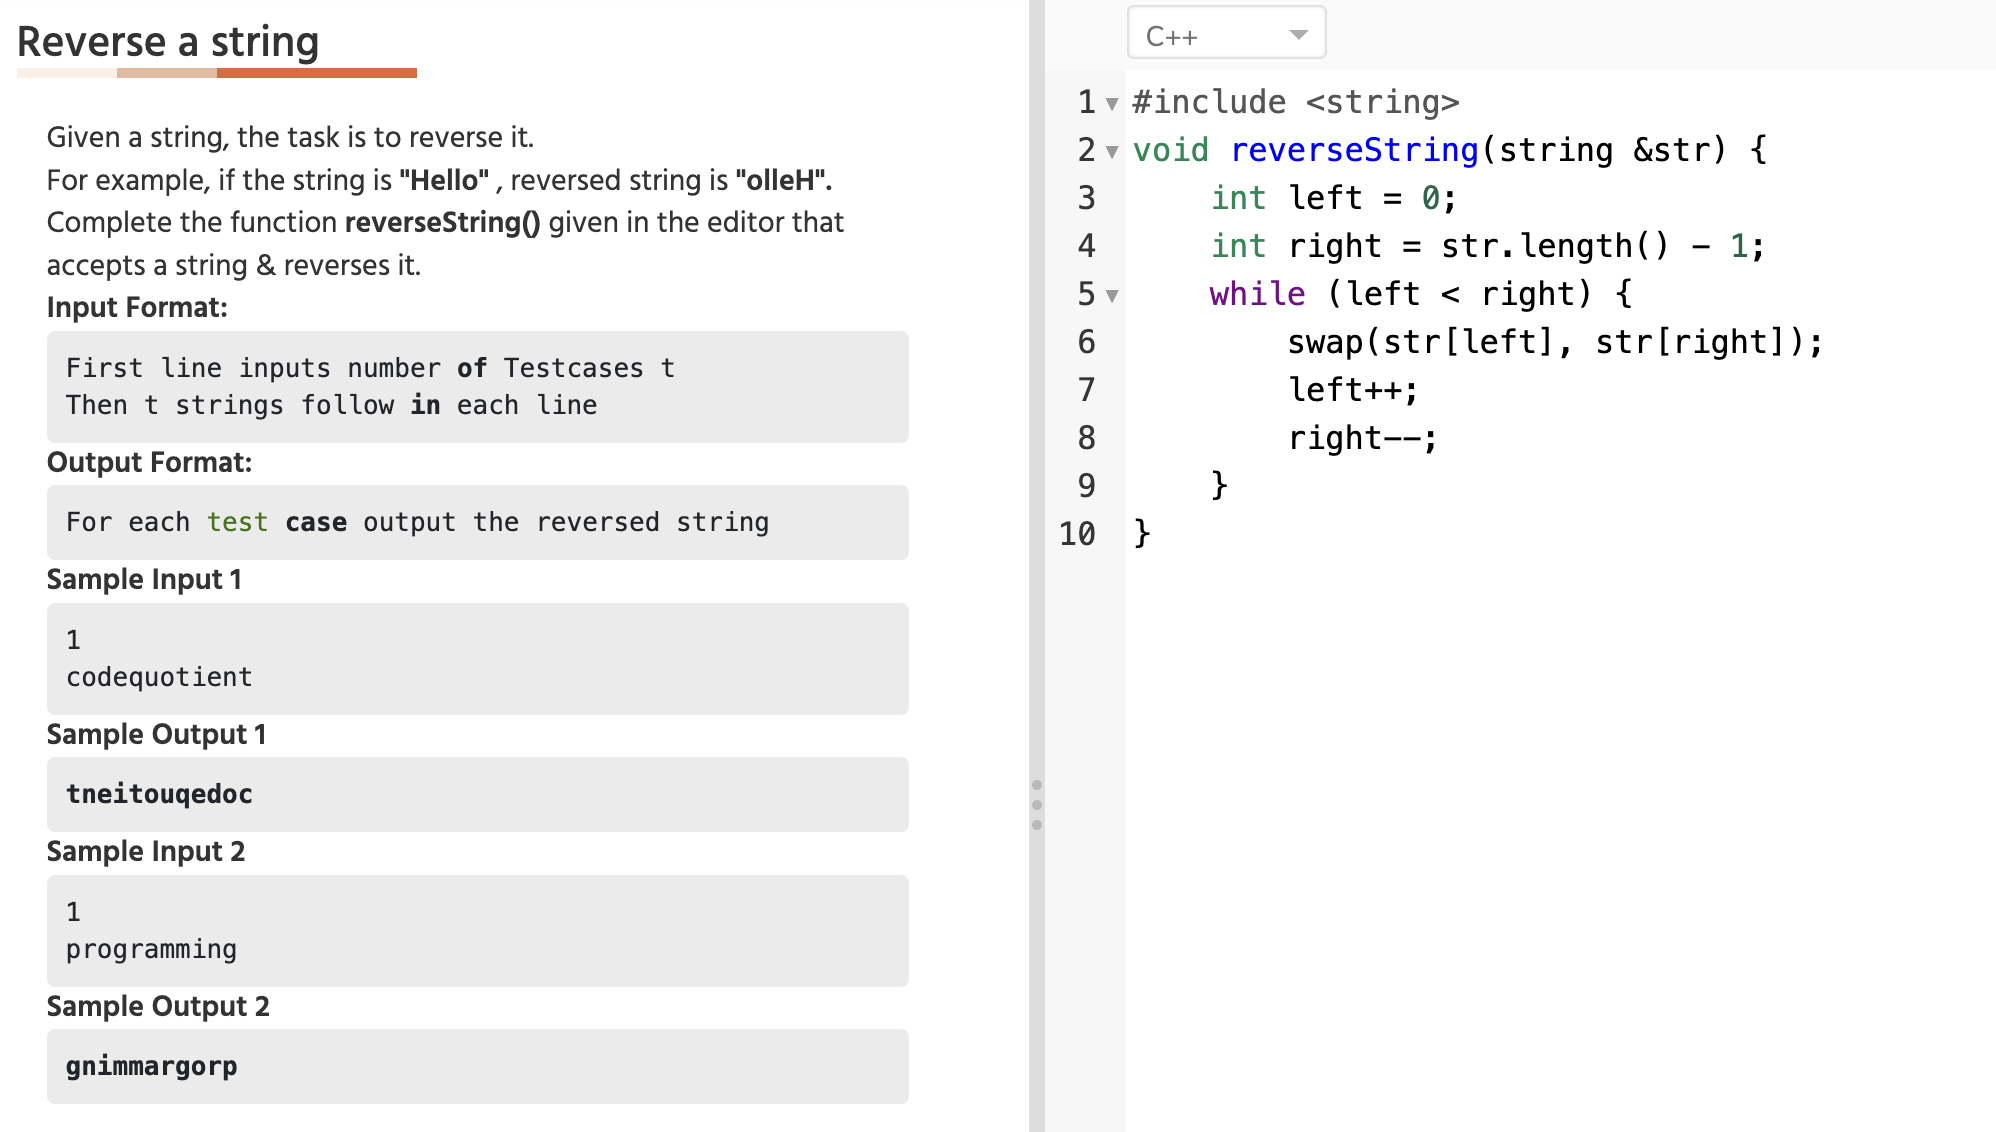 Reverse a string
Given a string, the task is to reverse it.
For example, if the string is "Hello" , reversed string is "olleH".
Complete the function reverseString() given in the editor that
accepts a string & reverses it.
Input Format:
First line inputs number of Testcases t
Then t strings follow in each line
Output Format:
For each test case output the reversed string
Sample Input 1
1
codequotient
Sample Output 1
tneitouqedoc
Sample Input 2
1
programming
Sample Output 2
gnimmargorp
C++
1 #include <string>
2 void reverseString(string &str) {
3     int left = 0;
4     int right = str.length() - 1;
5     while (left < right) {
6         swap(str[left], str[right]);
7         left++;
8         right--;
9     }
10 }